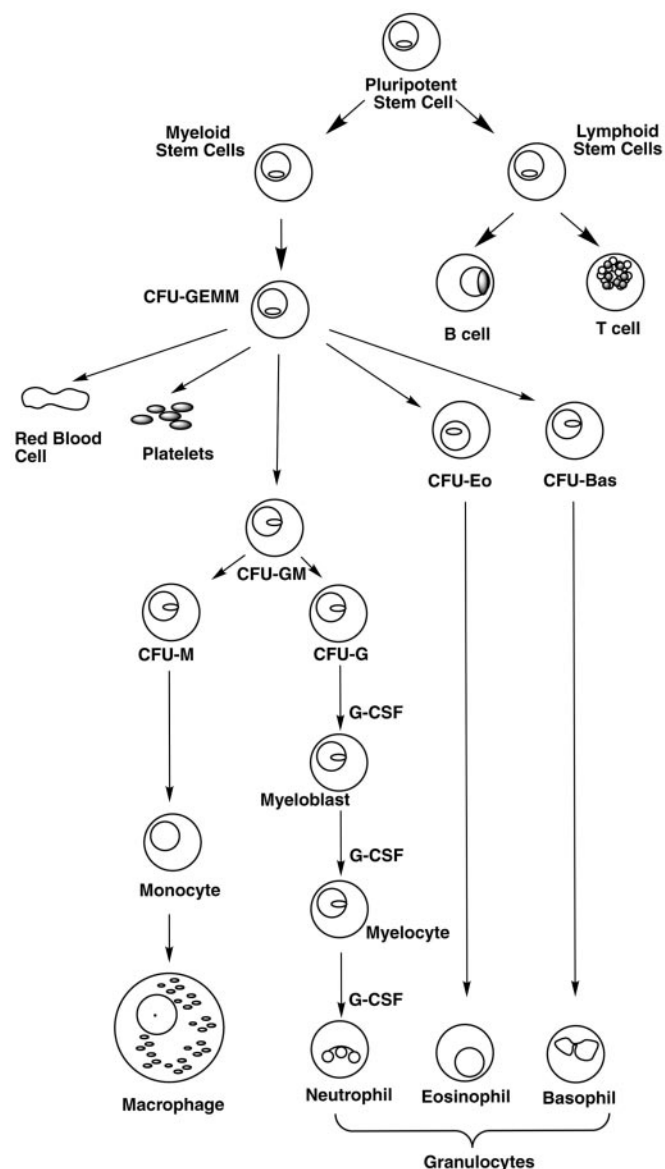 Pluripotent
Stem Cell
Myeloid
Stem Cells
Lymphoid
Stem Cells
CFU-GEMM
B cell
T cell
Red Blood
Cell
Platelets
CFU-Eo
CFU-Bas
CFU-GM
CFU-M
CFU-G
G-CSF
Myeloblast
G-CSF
Monocyte
Myelocyte
G-CSF
Macrophage
Neutrophil
Eosinophil
Basophil
Granulocytes